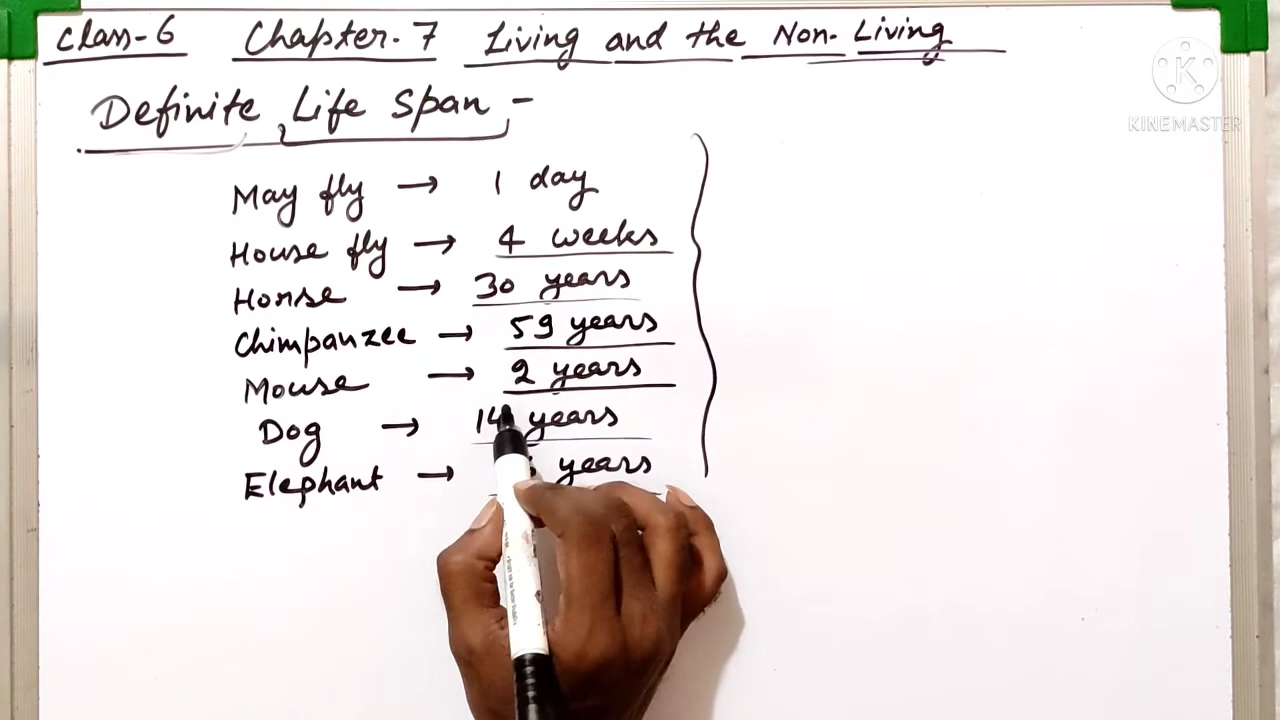 Class-6 Chapter-7 Living and the Non-Living
KINEMASTER
Definite Life Span -
May fly → 1 day
House fly → 4 weeks
Horse → 30 years
Chimpanzee → 59 years
Mouse → 2 years
Dog → 14 years
Elephant → years